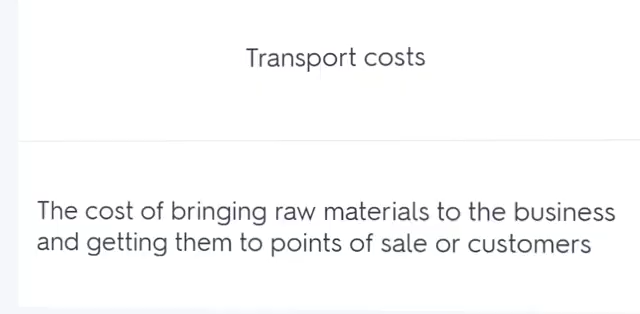 Transport costs
The cost of bringing raw materials to the business
and getting them to points of sale or customers